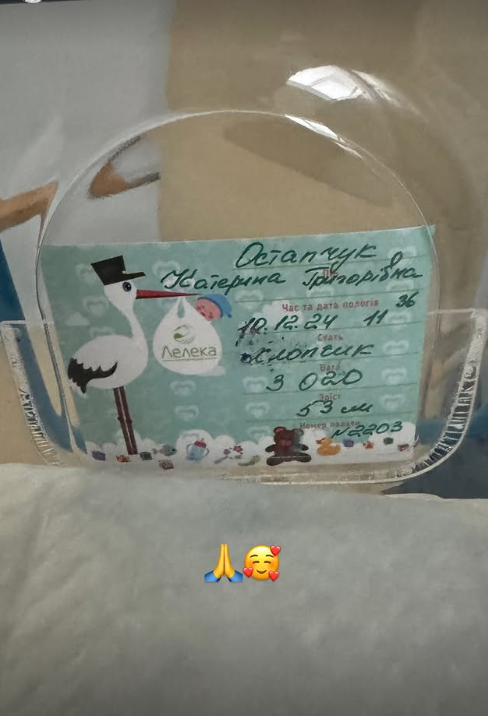 Остапчук
Катерина Григорівна
Час та дата пологів
10.12.24 11 36
Лелека
Стать
Хлопчик
Вага
3 020
Зріст
53 см
Номер палати
№2203